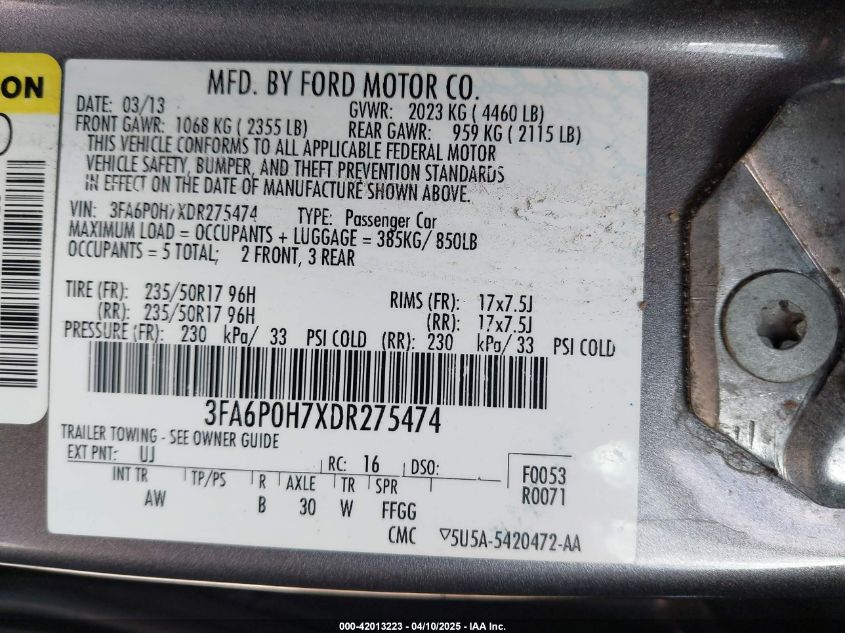 ON
MFD. BY FORD MOTOR CO.
DATE: 03/13 GVWR: 2023 KG ( 4460 LB)
FRONT GAWR: 1068 KG ( 2355 LB) REAR GAWR: 959 KG ( 2115 LB)
THIS VEHICLE CONFORMS TO ALL APPLICABLE FEDERAL MOTOR
VEHICLE SAFETY, BUMPER, AND THEFT PREVENTION STANDARDS
IN EFFECT ON THE DATE OF MANUFACTURE SHOWN ABOVE.
VIN: 3FA6P0H7XDR275474 TYPE: Passenger Car
MAXIMUM LOAD = OCCUPANTS + LUGGAGE = 385KG/ 850LB
OCCUPANTS = 5 TOTAL; 2 FRONT, 3 REAR
TIRE (FR): 235/50R17 96H RIMS (FR): 17x7.5J
(RR): 235/50R17 96H (RR): 17x7.5J
PRESSURE (FR): 230 kPa/ 33 PSI COLD (RR): 230 kPa/ 33 PSI COLD
3FA6P0H7XDR275474
TRAILER TOWING - SEE OWNER GUIDE
EXT PNT: UJ RC: 16 DSO: F0053
INT TR TP/PS R AXLE TR SPR R0071
AW B 30 W FFGG
CMC ▽5U5A-5420472-AA
000-42013223 - 04/10/2025 - IAA Inc.